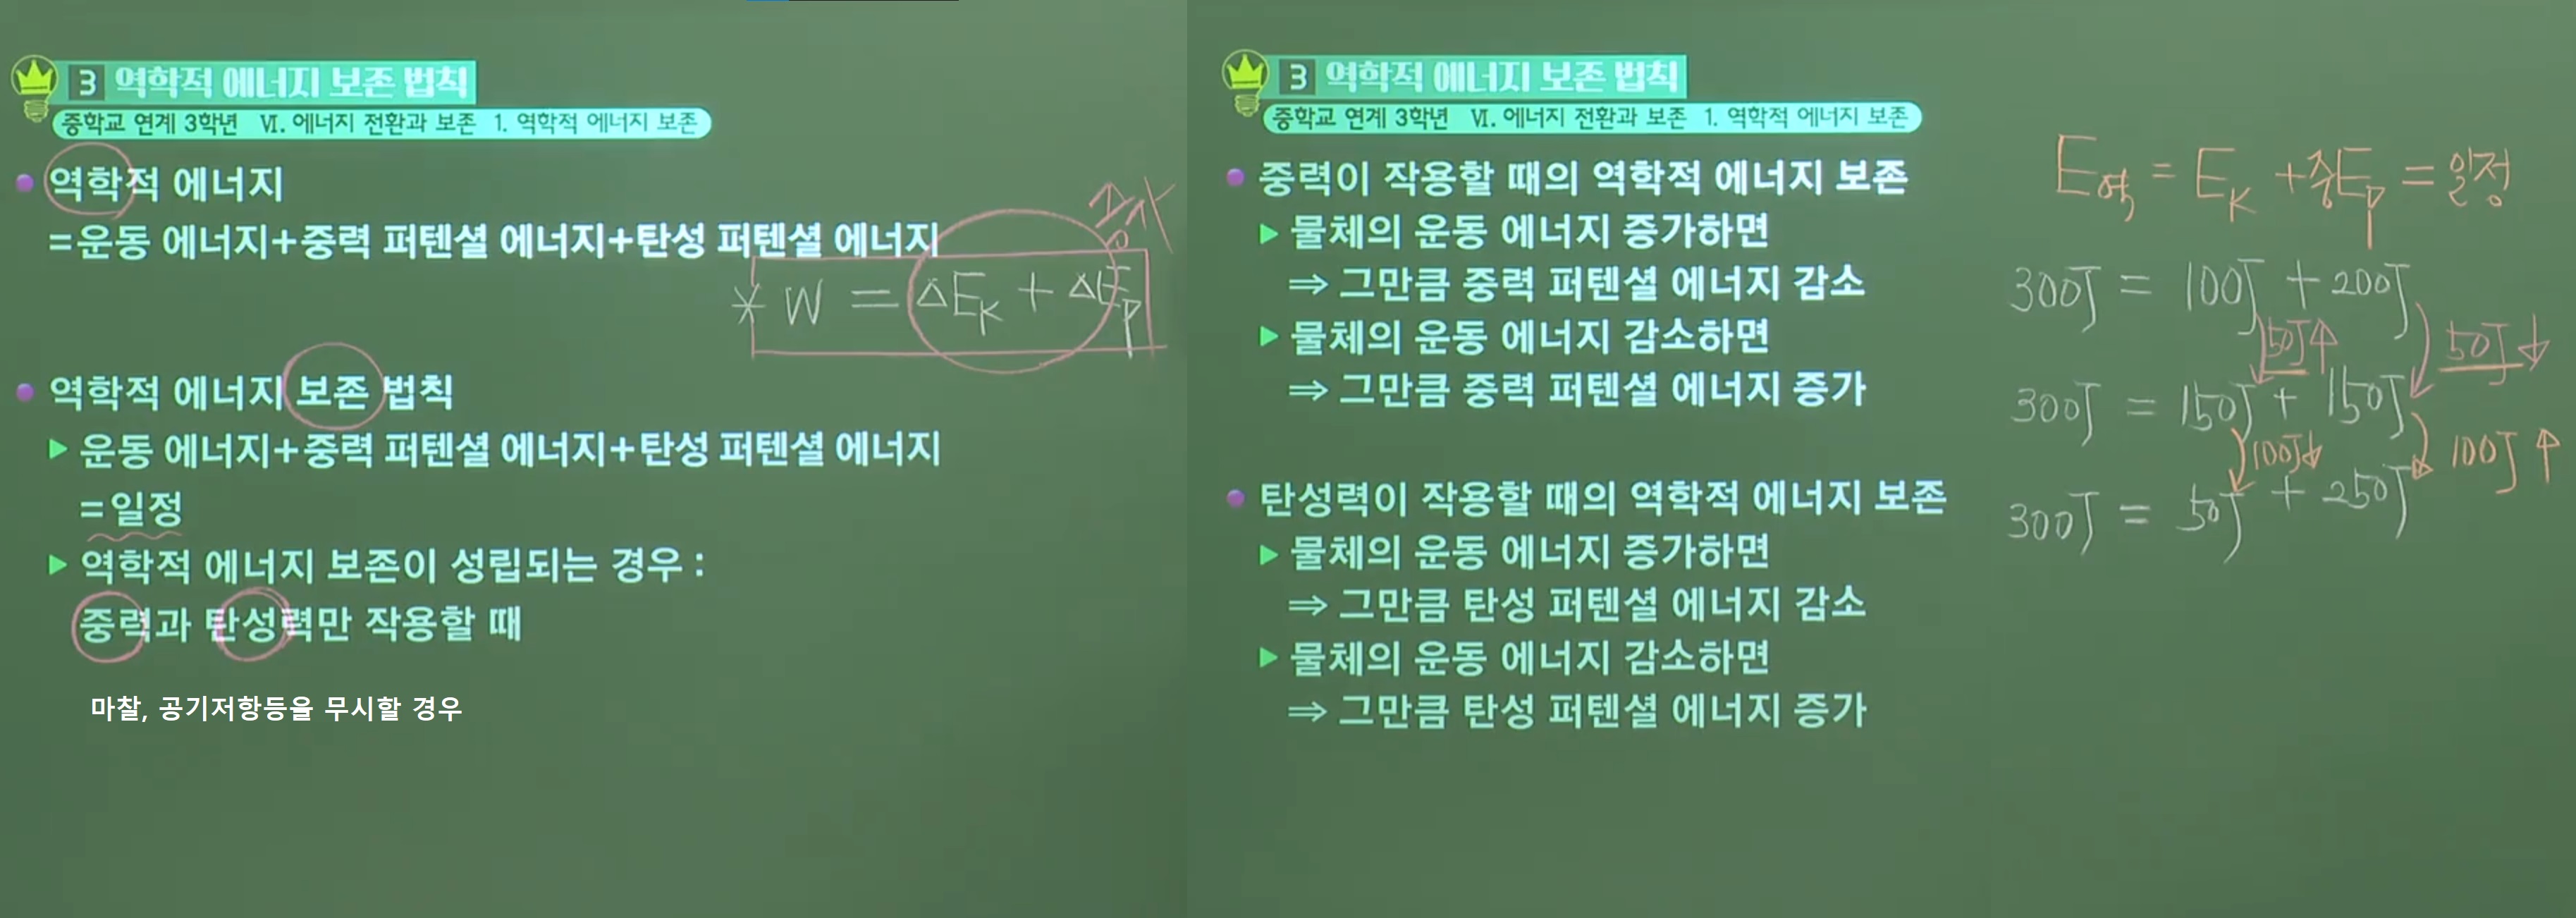 3 역학적 에너지 보존 법칙
중학교 연계 3학년 Ⅵ. 에너지 전환과 보존 1. 역학적 에너지 보존
역학적 에너지
=운동 에너지+중력 퍼텐셜 에너지+탄성 퍼텐셜 에너지
* W = ΔEK + ΔEP
역학적 에너지 보존 법칙
▶ 운동 에너지+중력 퍼텐셜 에너지+탄성 퍼텐셜 에너지
=일정
▶ 역학적 에너지 보존이 성립되는 경우 :
중력과 탄성력만 작용할 때
마찰, 공기저항등을 무시할 경우
3 역학적 에너지 보존 법칙
중학교 연계 3학년 Ⅵ. 에너지 전환과 보존 1. 역학적 에너지 보존
중력이 작용할 때의 역학적 에너지 보존
▶ 물체의 운동 에너지 증가하면
⇒ 그만큼 중력 퍼텐셜 에너지 감소
▶ 물체의 운동 에너지 감소하면
⇒ 그만큼 중력 퍼텐셜 에너지 증가
탄성력이 작용할 때의 역학적 에너지 보존
▶ 물체의 운동 에너지 증가하면
⇒ 그만큼 탄성 퍼텐셜 에너지 감소
▶ 물체의 운동 에너지 감소하면
⇒ 그만큼 탄성 퍼텐셜 에너지 증가
E역 = EK + 중EP = 일정
300J = 100J + 200J
50J↑ 50J↓
300J = 150J + 150J
100J↓ 100J↑
300J = 50J + 250J